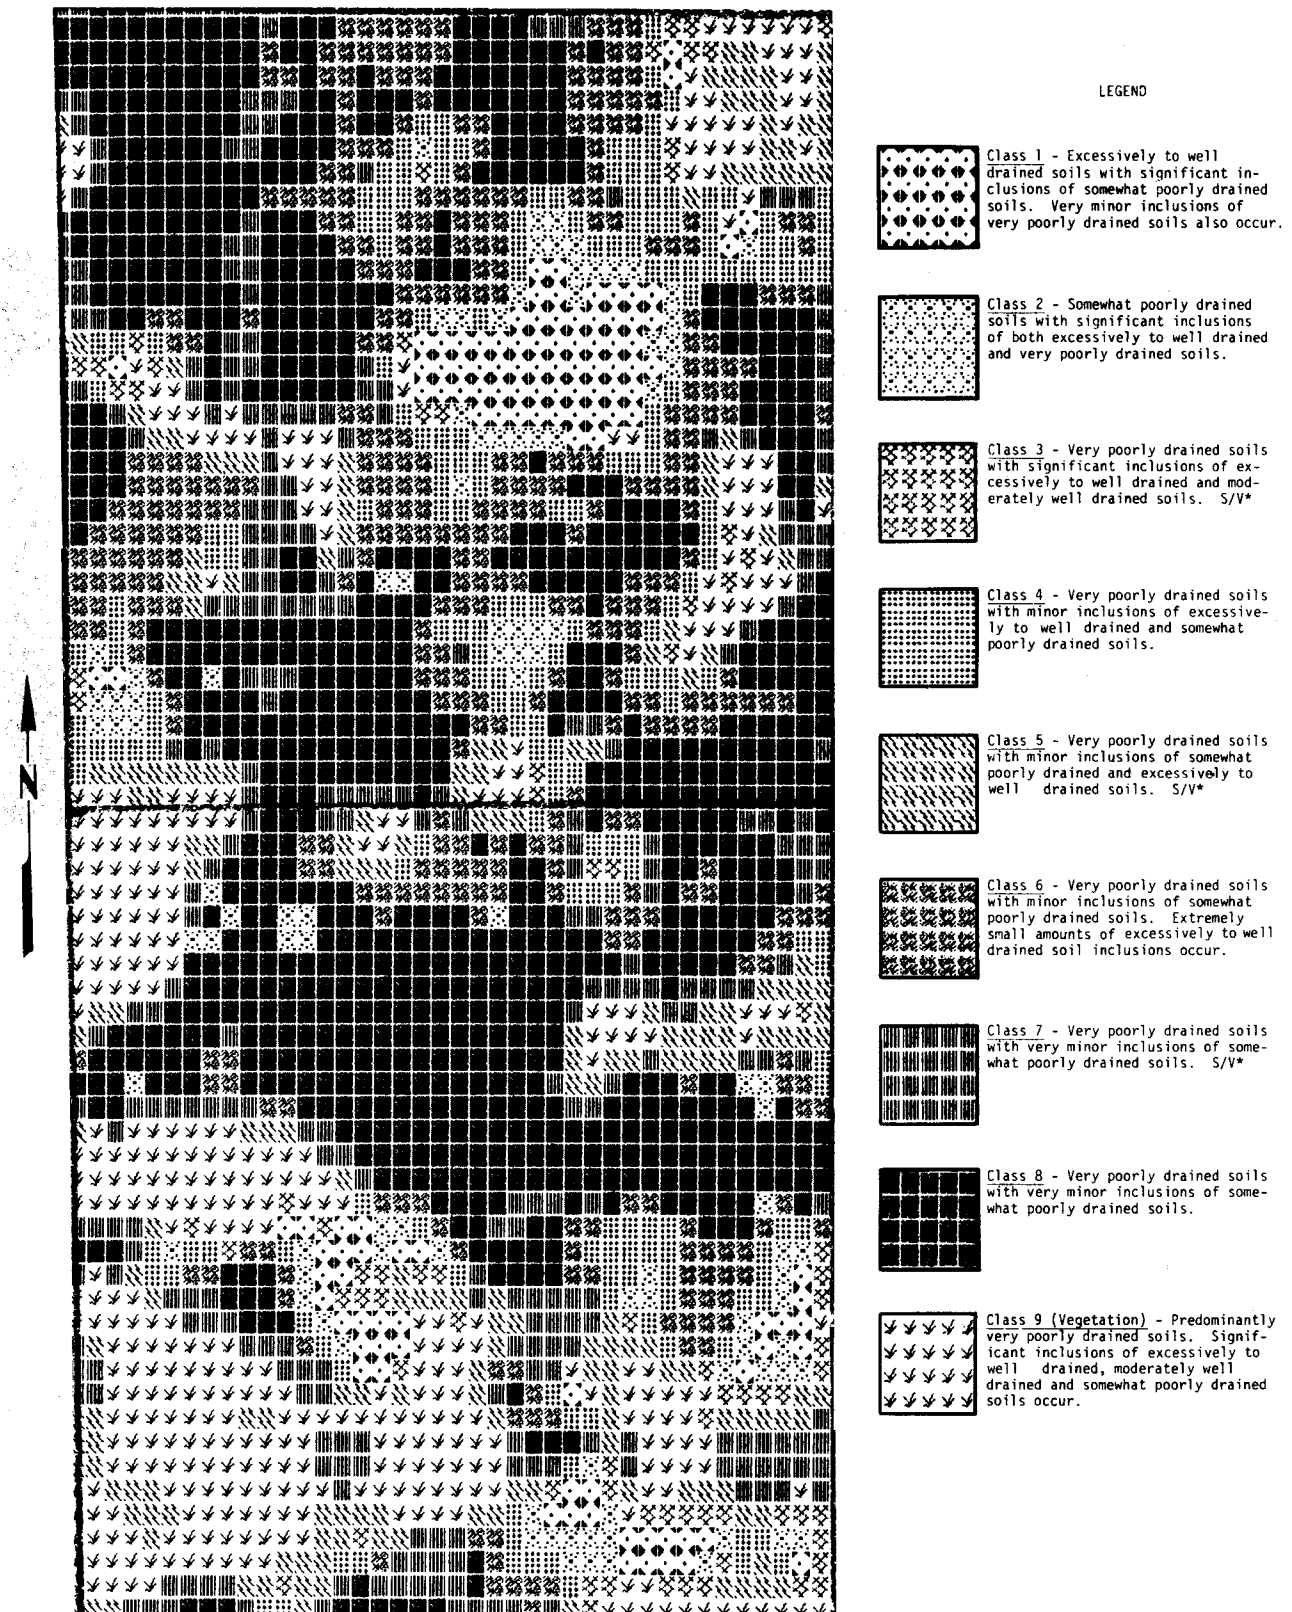 LEGEND
Class 1 - Excessively to well
drained soils with significant in-
clusions of somewhat poorly drained
soils. Very minor inclusions of
very poorly drained soils also occur.
Class 2 - Somewhat poorly drained
soils with significant inclusions
of both excessively to well drained
and very poorly drained soils.
Class 3 - Very poorly drained soils
with significant inclusions of ex-
cessively to well drained and mod-
erately well drained soils. S/V*
Class 4 - Very poorly drained soils
with minor inclusions of excessive-
ly to well drained and somewhat
poorly drained soils.
N
Class 5 - Very poorly drained soils
with minor inclusions of somewhat
poorly drained and excessively to
well drained soils. S/V*
Class 6 - Very poorly drained soils
with minor inclusions of somewhat
poorly drained soils. Extremely
small amounts of excessively to well
drained soil inclusions occur.
Class 7 - Very poorly drained soils
with very minor inclusions of some-
what poorly drained soils. S/V*
Class 8 - Very poorly drained soils
with very minor inclusions of some-
what poorly drained soils.
Class 9 (Vegetation) - Predominantly
very poorly drained soils. Signif-
icant inclusions of excessively to
well drained, moderately well
drained and somewhat poorly drained
soils occur.